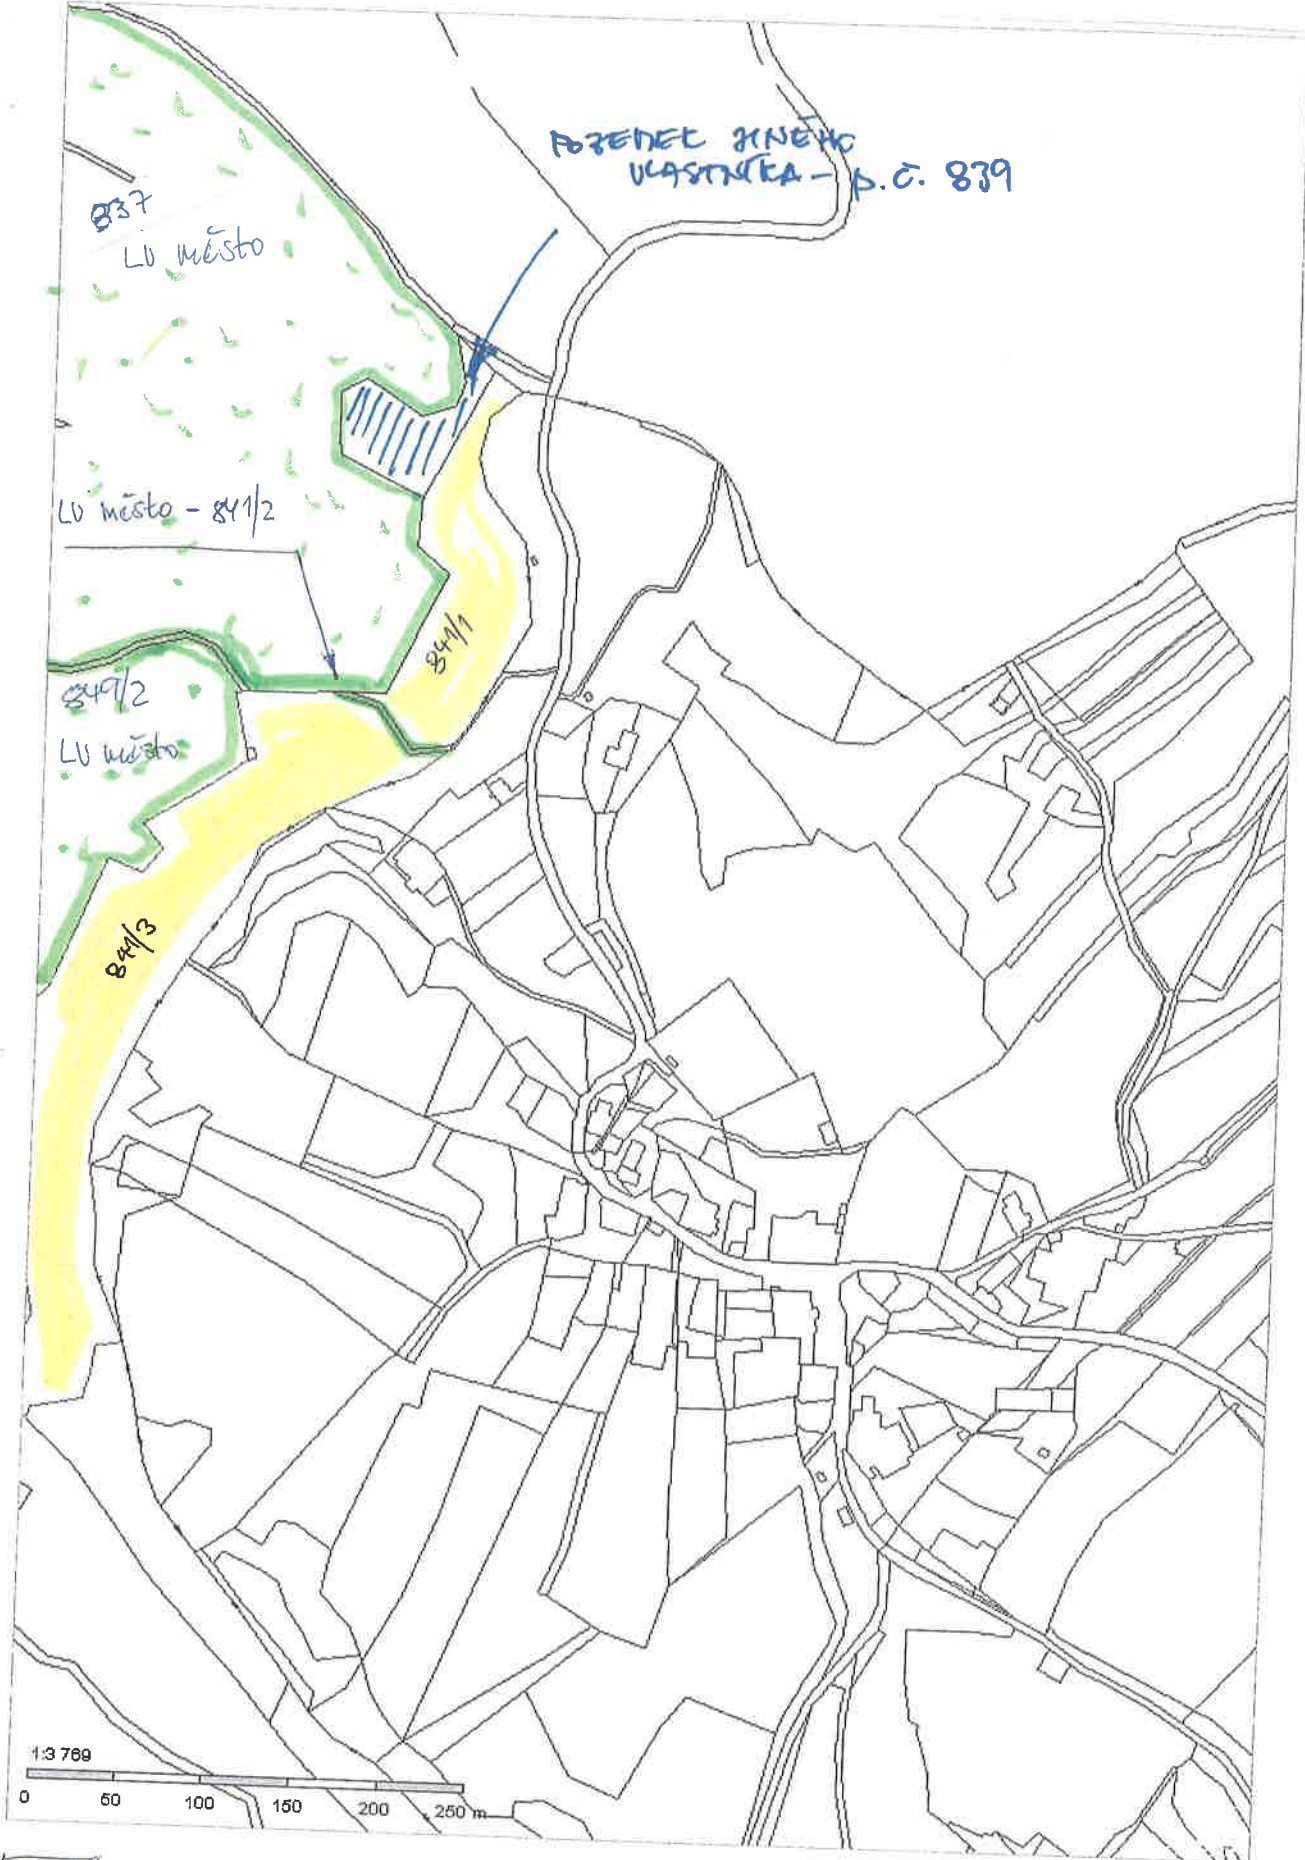 POZEMEK JINÉHO
VLASTNÍKA - p.č. 839
837
LV město
LV město - 841/2
841/1
849/2
LV město
841/3
1:3 769
0 50 100 150 200 250 m